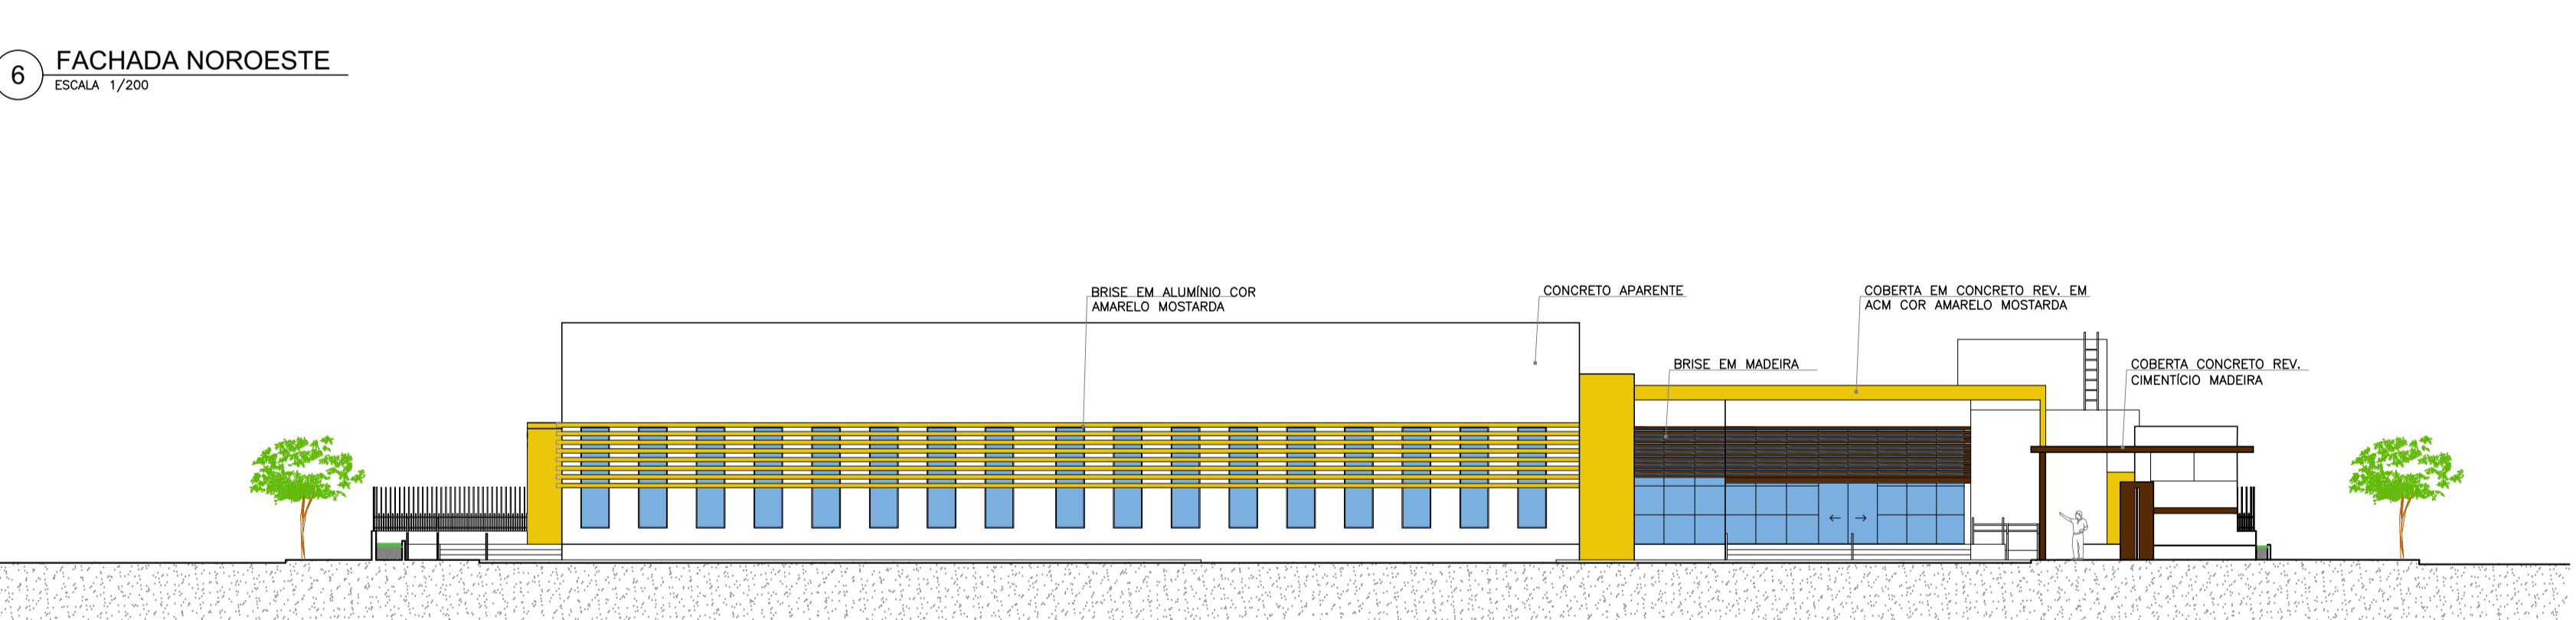 6
FACHADA NOROESTE
ESCALA 1/200
BRISE EM ALUMÍNIO COR
AMARELO MOSTARDA
CONCRETO APARENTE
COBERTA EM CONCRETO REV. EM
ACM COR AMARELO MOSTARDA
BRISE EM MADEIRA
COBERTA CONCRETO REV.
CIMENTÍCIO MADEIRA